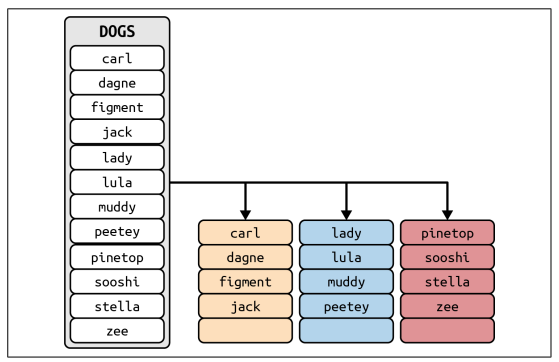 DOGS
carl
dagne
figment
jack
lady
lula
muddy
peetey
pinetop
sooshi
stella
zee
carl
dagne
figment
jack
lady
lula
muddy
peetey
pinetop
sooshi
stella
zee